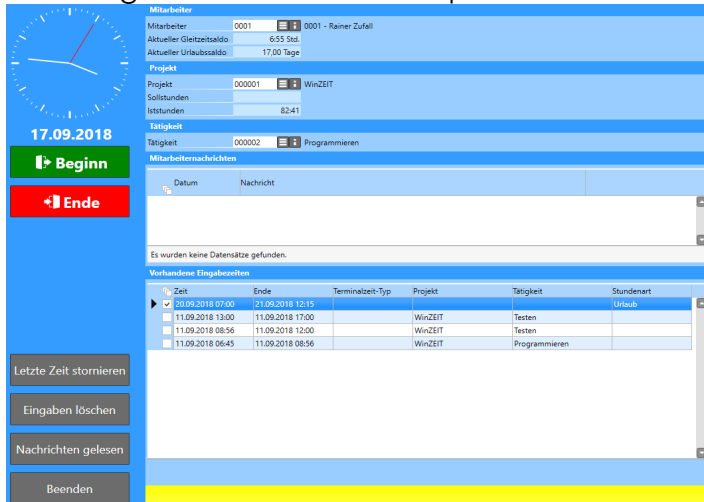 Mitarbeiter
Mitarbeiter 0001 0001 - Rainer Zufall
Aktueller Gleitzeitsaldo 6:55 Std.
Aktueller Urlaubssaldo 17,00 Tage
Projekt
Projekt 000001 WinZEIT
Sollstunden
Iststunden 82:41
Tätigkeit
Tätigkeit 000002 Programmieren
Mitarbeiternachrichten
Datum Nachricht
Es wurden keine Datensätze gefunden.
Vorhandene Eingabezeiten
Zeit Ende Terminalzeit-Typ Projekt Tätigkeit Stundenart
20.09.2018 07:00 21.09.2018 12:15 Urlaub
11.09.2018 13:00 11.09.2018 17:00 WinZEIT Testen
11.09.2018 08:56 11.09.2018 12:00 WinZEIT Testen
11.09.2018 06:45 11.09.2018 08:56 WinZEIT Programmieren
17.09.2018
Beginn
Ende
Letzte Zeit stornieren
Eingaben löschen
Nachrichten gelesen
Beenden